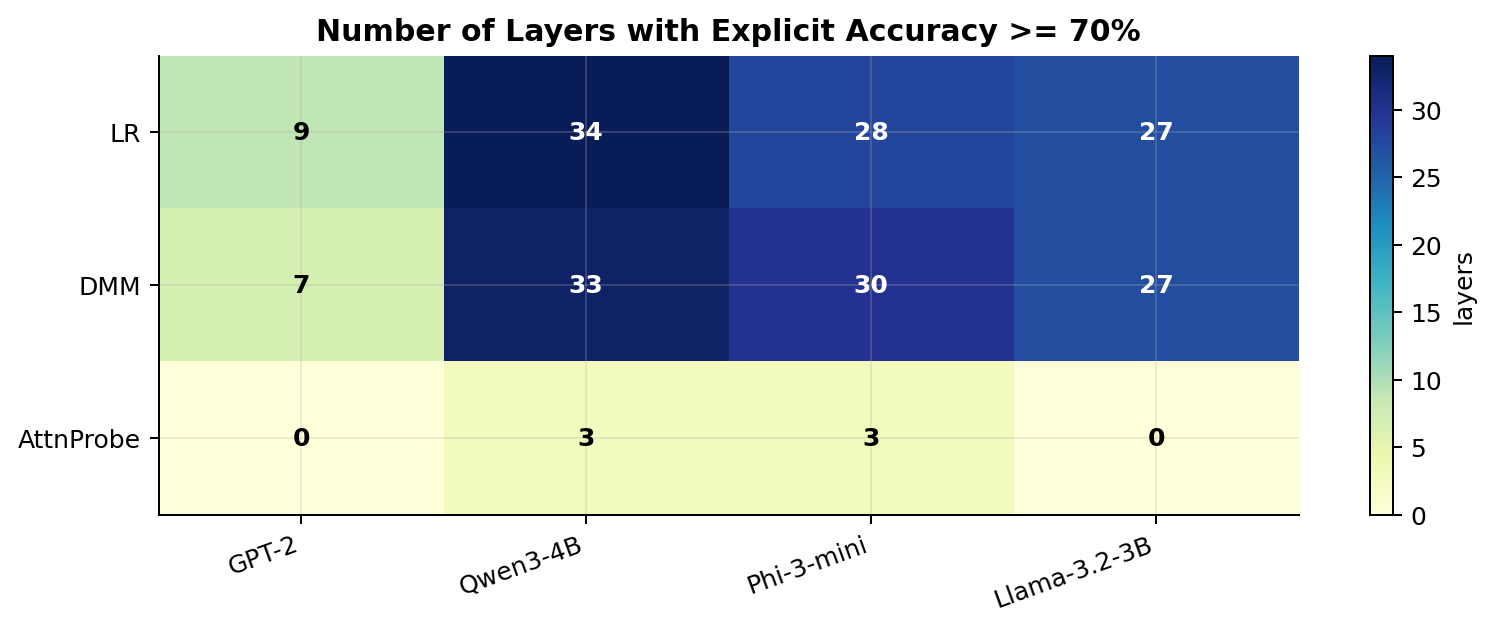 Number of Layers with Explicit Accuracy >= 70%
LR
9
34
28
27
DMM
7
33
30
27
AttnProbe
0
3
3
0
GPT-2
Qwen3-4B
Phi-3-mini
Llama-3.2-3B
30
25
20
15
10
5
0
layers